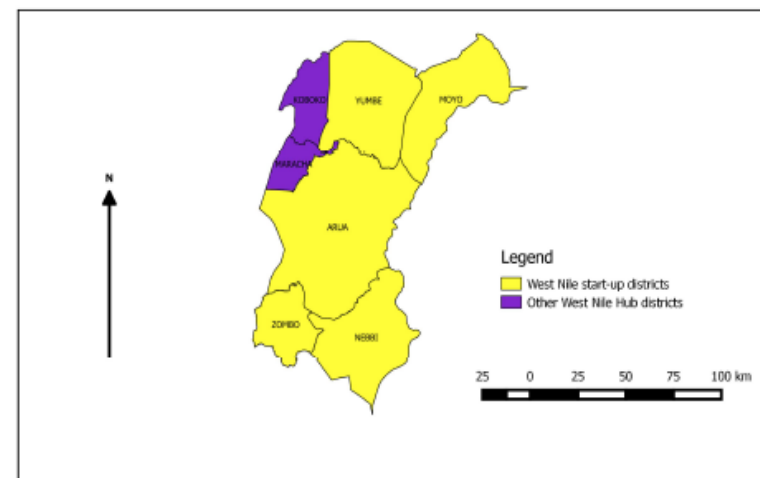 KOBOKO
YUMBE
MOYO
MARACHA
N
ARUA
Legend
West Nile start-up districts
Other West Nile Hub districts
ZOMBO
NEBBI
25 0 25 50 75 100 km